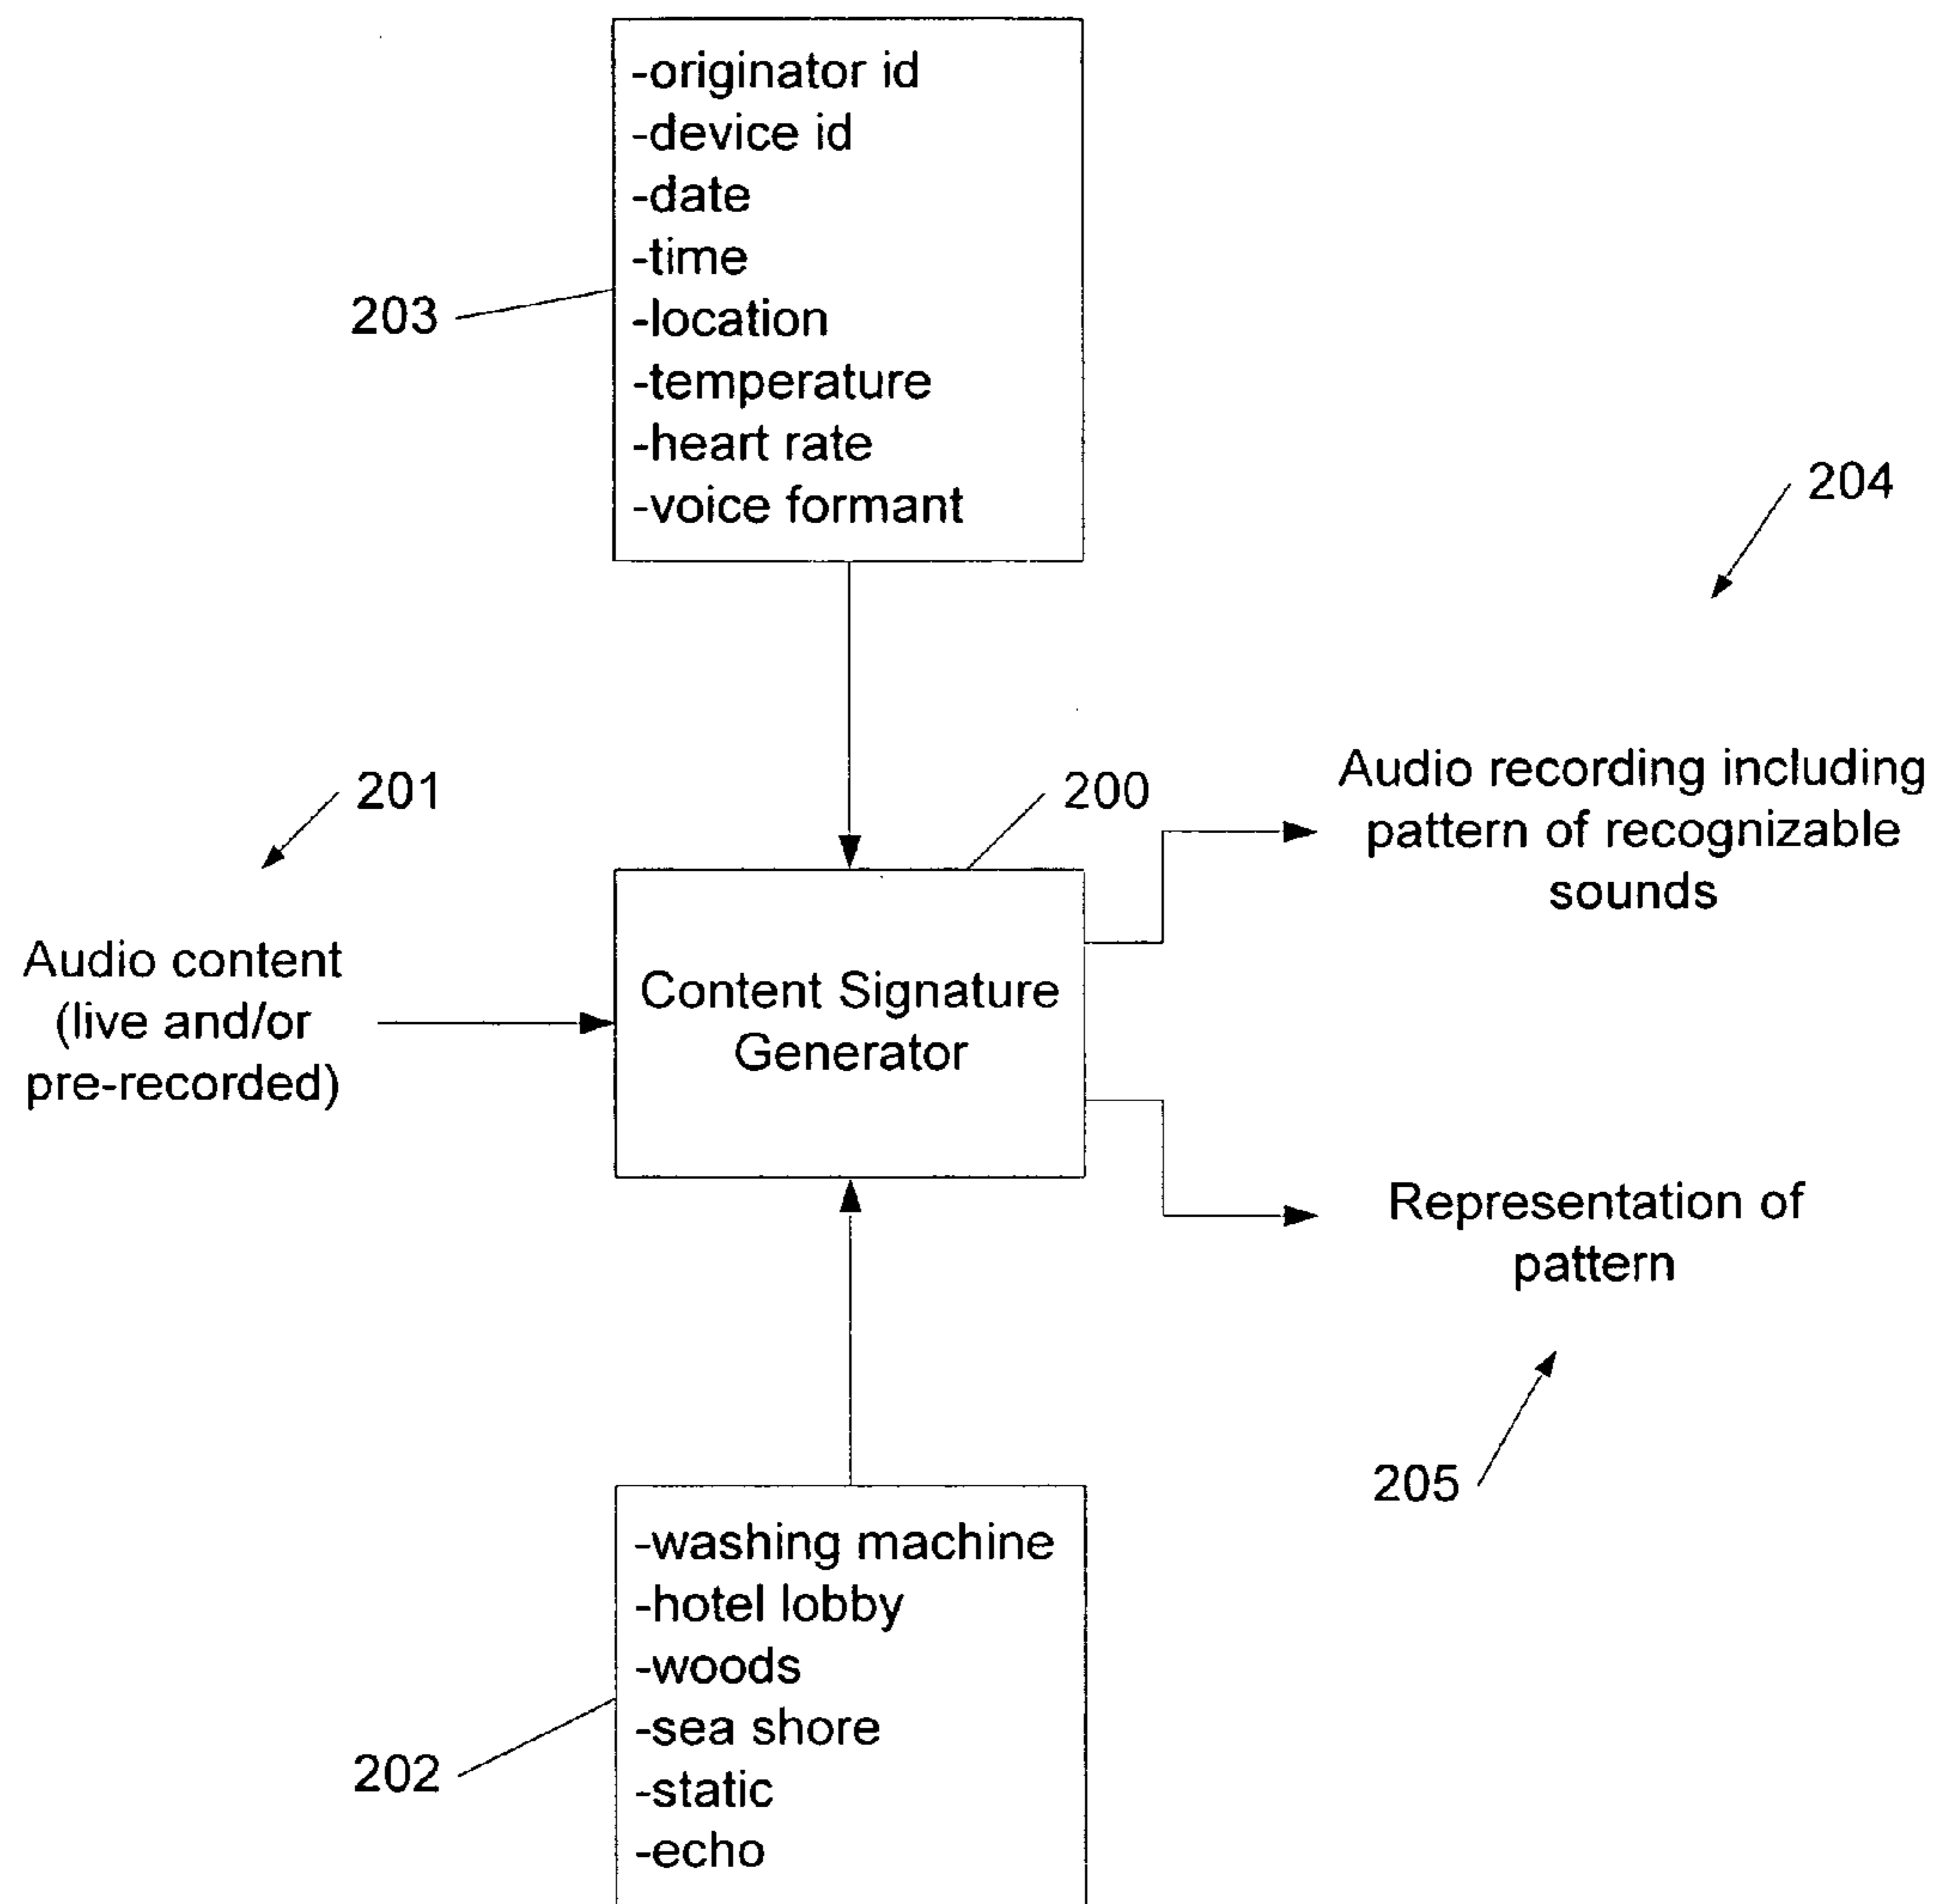 -originator id
-device id
-date
-time
-location
-temperature
-heart rate
-voice formant
203
204
201
200
Audio content
(live and/or
pre-recorded)
Content Signature
Generator
Audio recording including
pattern of recognizable
sounds
Representation of
pattern
205
-washing machine
-hotel lobby
-woods
-sea shore
-static
-echo
202